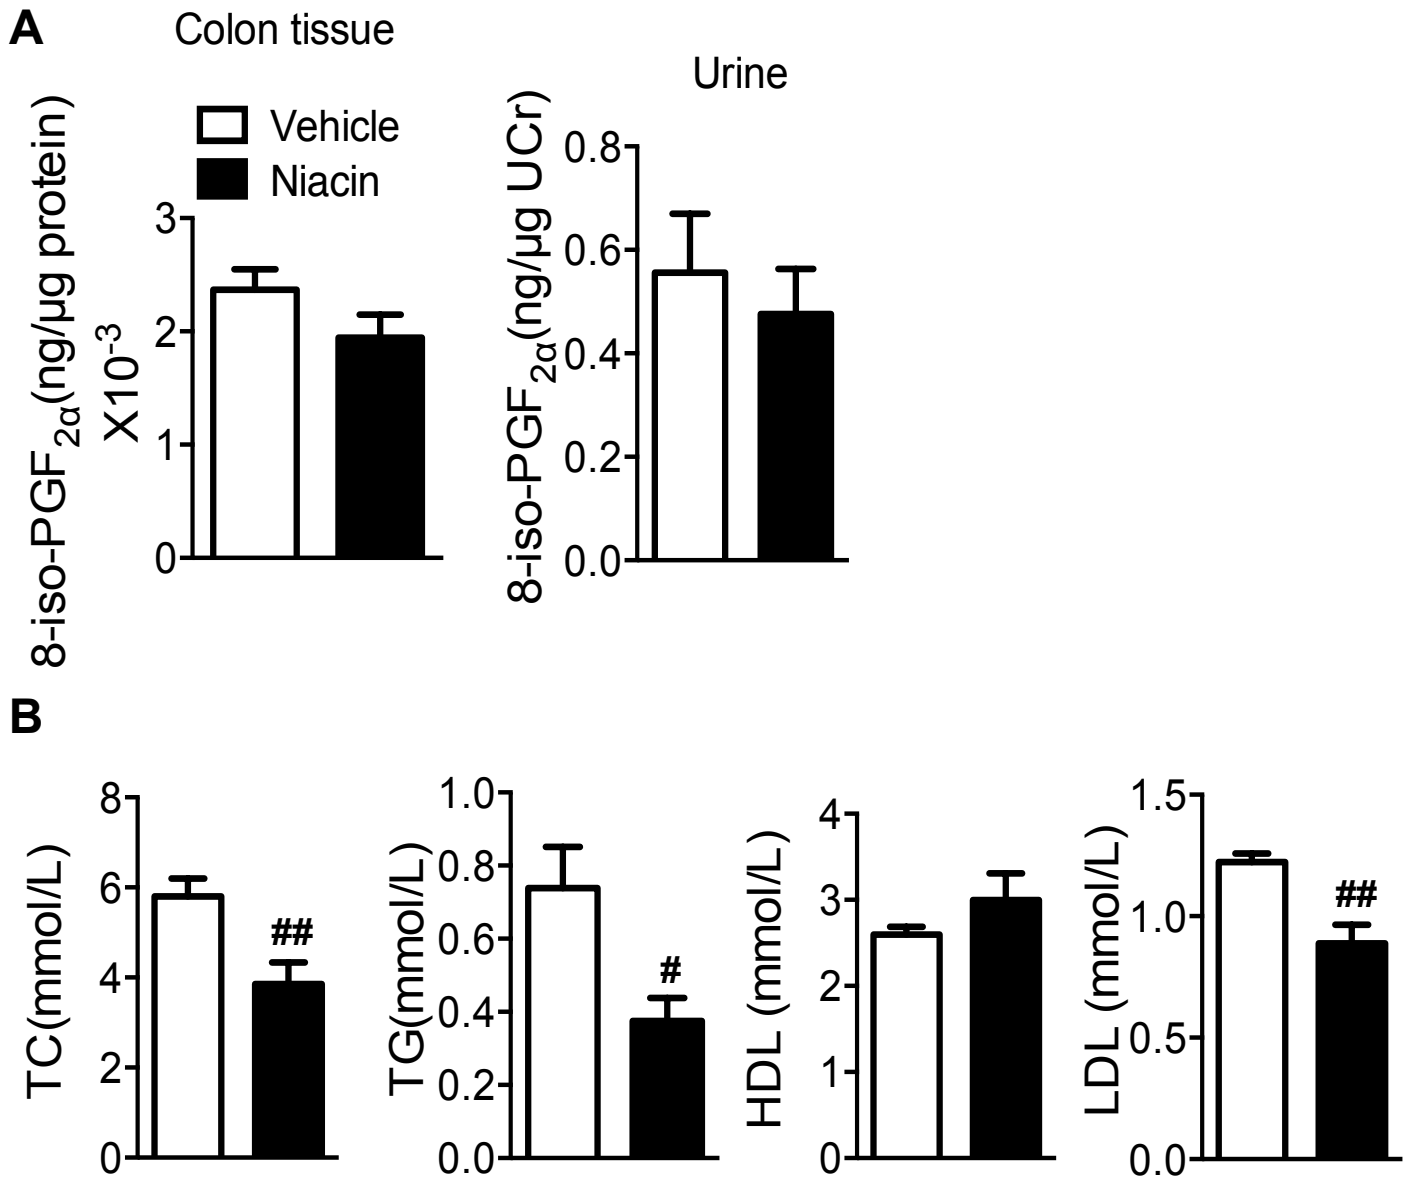 A
Colon tissue
Vehicle
Niacin
8-iso-PGF2α(ng/µg protein)
X10-3
3
2
1
0
Urine
8-iso-PGF2α(ng/µg UCr)
0.8
0.6
0.4
0.2
0.0
B
TC(mmol/L)
8
6
4
2
0
##
TG(mmol/L)
1.0
0.8
0.6
0.4
0.2
0.0
#
HDL (mmol/L)
4
3
2
1
0
LDL (mmol/L)
1.5
1.0
0.5
0.0
##